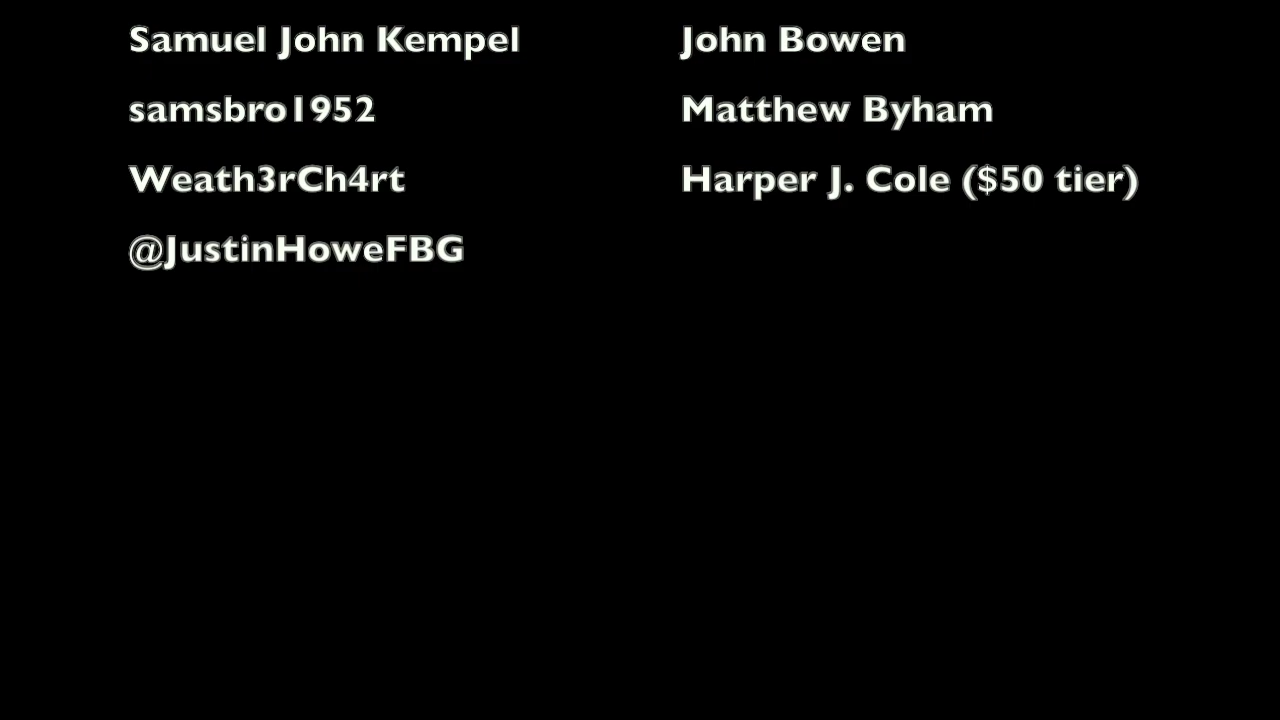 Samuel John Kempel
samsbro1952
Weath3rCh4rt
@JustinHoweFBG
John Bowen
Matthew Byham
Harper J. Cole ($50 tier)